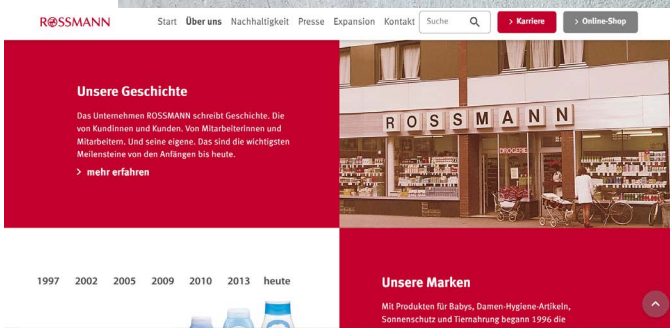 ROSSMANN
Start Über uns Nachhaltigkeit Presse Expansion Kontakt Suche > Karriere > Online-Shop
Unsere Geschichte
Das Unternehmen ROSSMANN schreibt Geschichte. Die
von Kundinnen und Kunden. Von Mitarbeiterinnen und
Mitarbeitern. Und seine eigene. Das sind die wichtigsten
Meilensteine von den Anfängen bis heute.
> mehr erfahren
ROSSMANN
DROGERIE
1997 2002 2005 2009 2010 2013 heute
Unsere Marken
Mit Produkten für Babys, Damen-Hygiene-Artikeln,
Sonnenschutz und Tiernahrung begann 1996 die